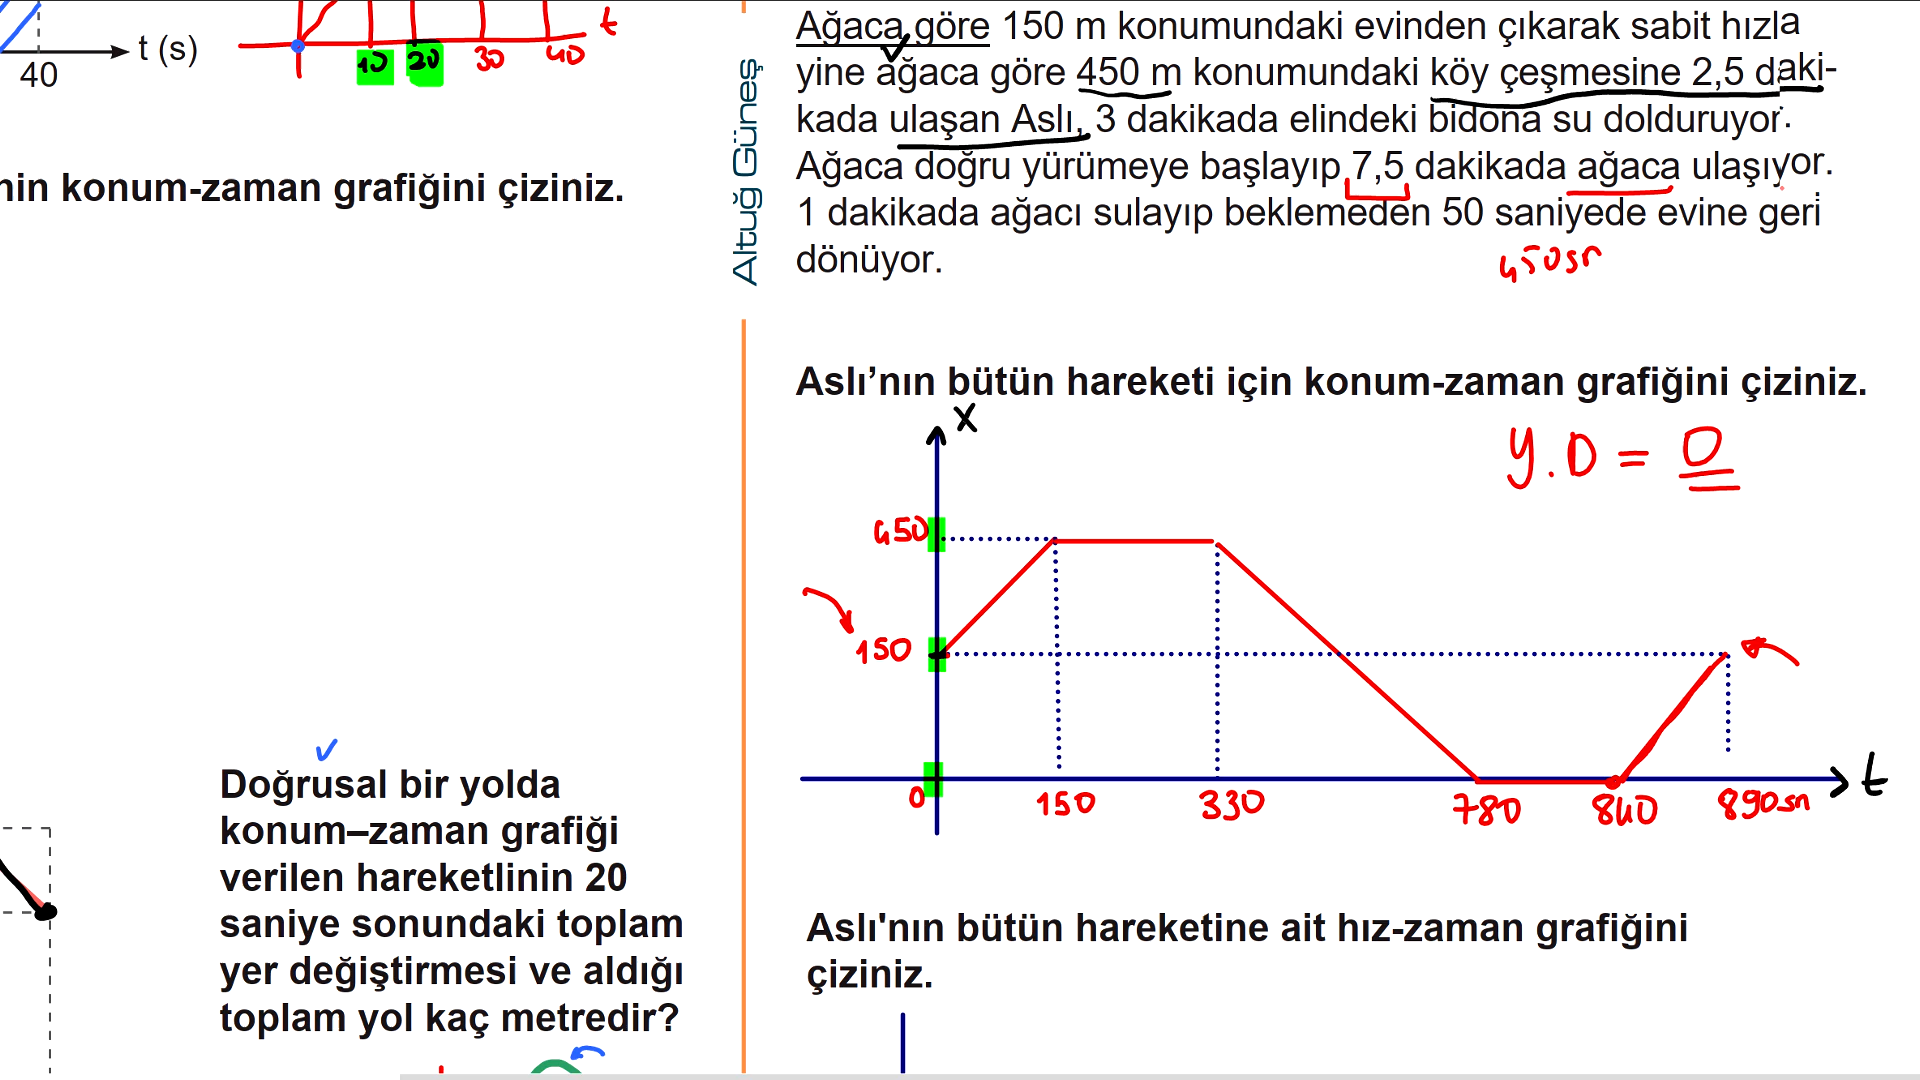 t (s)
40
10
20
30
40
t
nin konum-zaman grafiğini çiziniz.
Doğrusal bir yolda
konum–zaman grafiği
verilen hareketlinin 20
saniye sonundaki toplam
yer değiştirmesi ve aldığı
toplam yol kaç metredir?
Altuğ Güneş
Ağaca göre 150 m konumundaki evinden çıkarak sabit hızla
yine ağaca göre 450 m konumundaki köy çeşmesine 2,5 daki-
kada ulaşan Aslı, 3 dakikada elindeki bidona su dolduruyor.
Ağaca doğru yürümeye başlayıp 7,5 dakikada ağaca ulaşıyor.
1 dakikada ağacı sulayıp beklemeden 50 saniyede evine geri
dönüyor.
450sn
Aslı’nın bütün hareketi için konum-zaman grafiğini çiziniz.
x
y.D = 0
450
150
0
150
330
780
840
890sn
t
Aslı'nın bütün hareketine ait hız-zaman grafiğini
çiziniz.